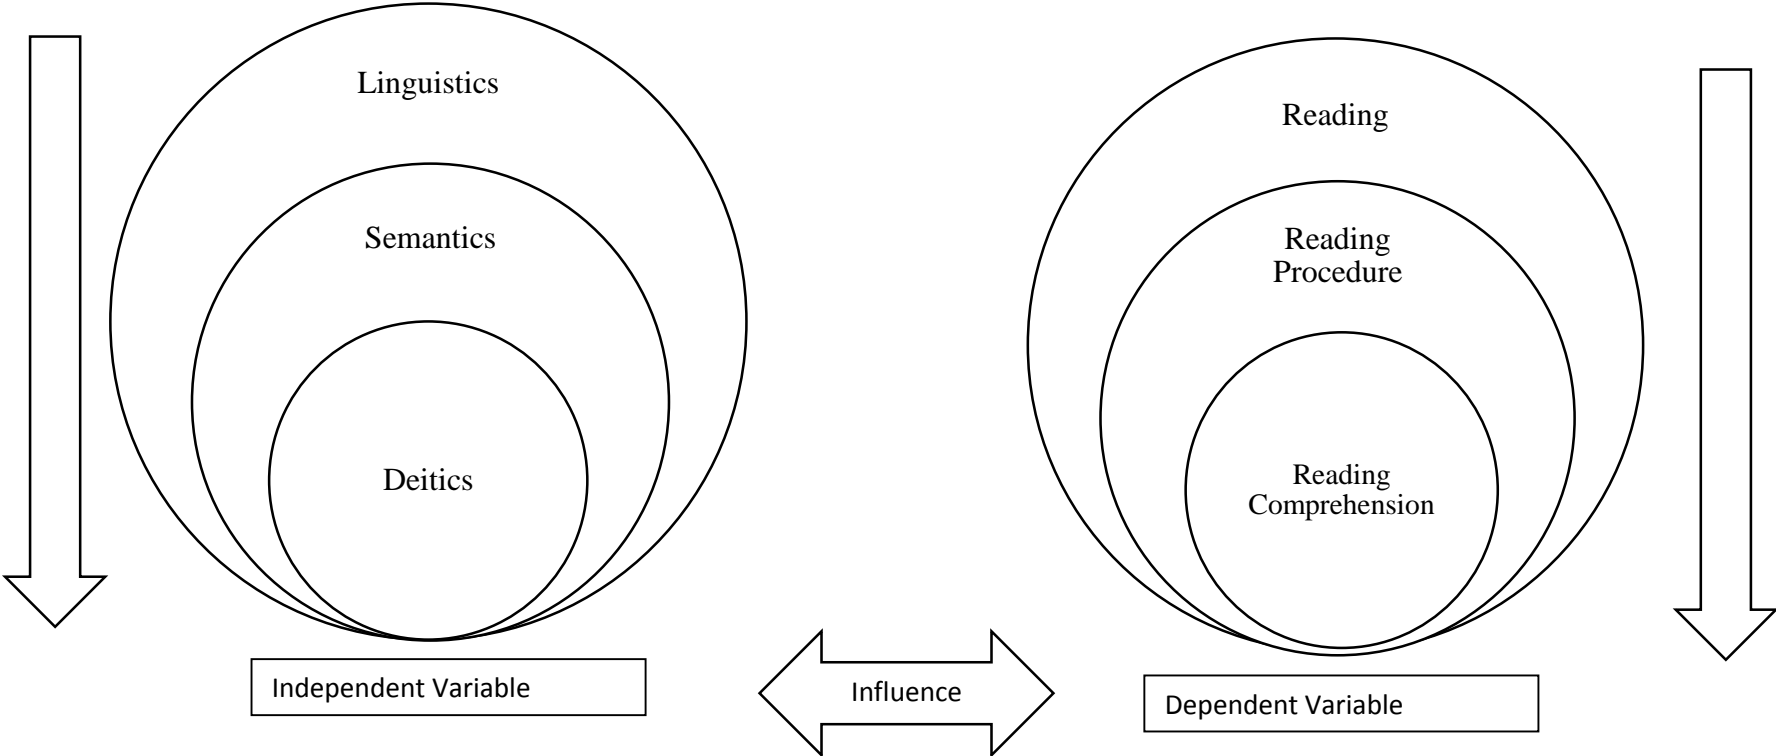 Linguistics
Semantics
Deitics
Independent Variable
Influence
Reading
Reading
Procedure
Reading
Comprehension
Dependent Variable